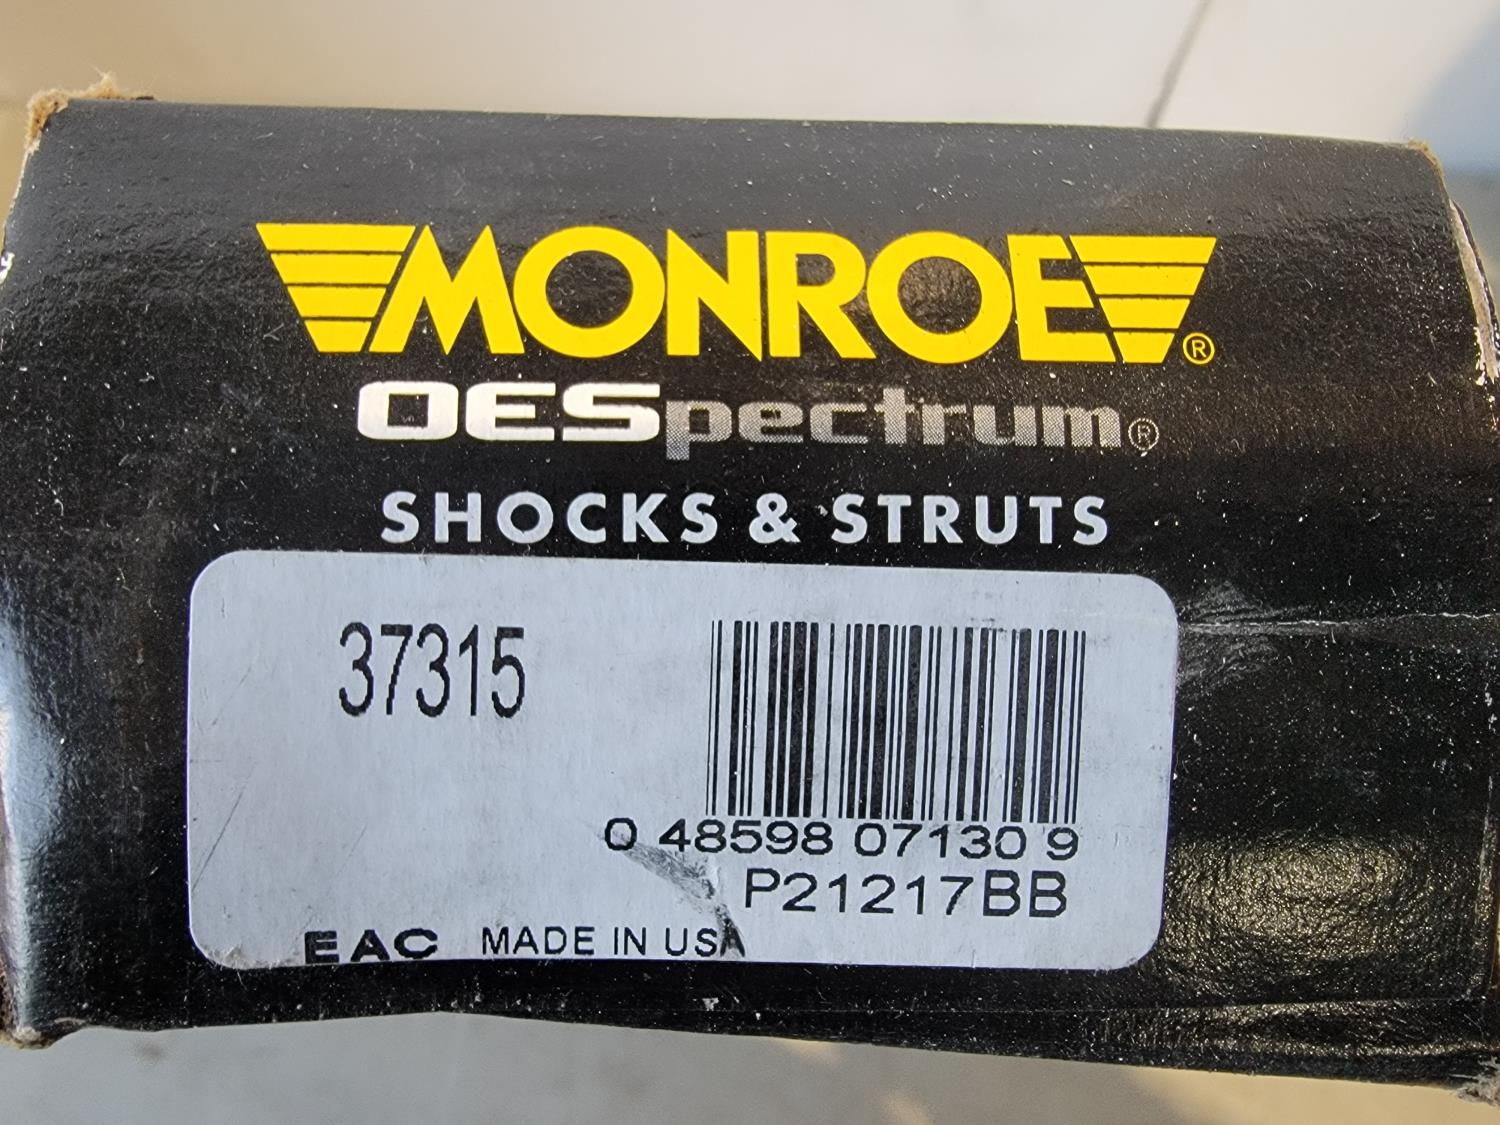 MONROE®
OESpectrum®
SHOCKS & STRUTS
37315
0 48598 07130 9
P21217BB
EAC MADE IN USA